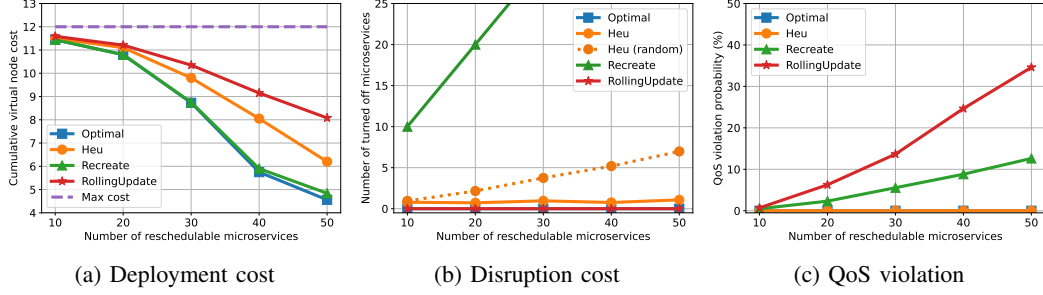 Cumulative virtual node cost
13
12
11
10
9
8
7
6
5
4
Optimal
Heu
Recreate
RollingUpdate
Max cost
10 20 30 40 50
Number of reschedulable microservices
(a) Deployment cost
Number of turned off microservices
25
20
15
10
5
0
Optimal
Heu
Heu (random)
Recreate
RollingUpdate
10 20 30 40 50
Number of reschedulable microservices
(b) Disruption cost
QoS violation probability (%)
50
40
30
20
10
0
Optimal
Heu
Recreate
RollingUpdate
10 20 30 40 50
Number of reschedulable microservices
(c) QoS violation